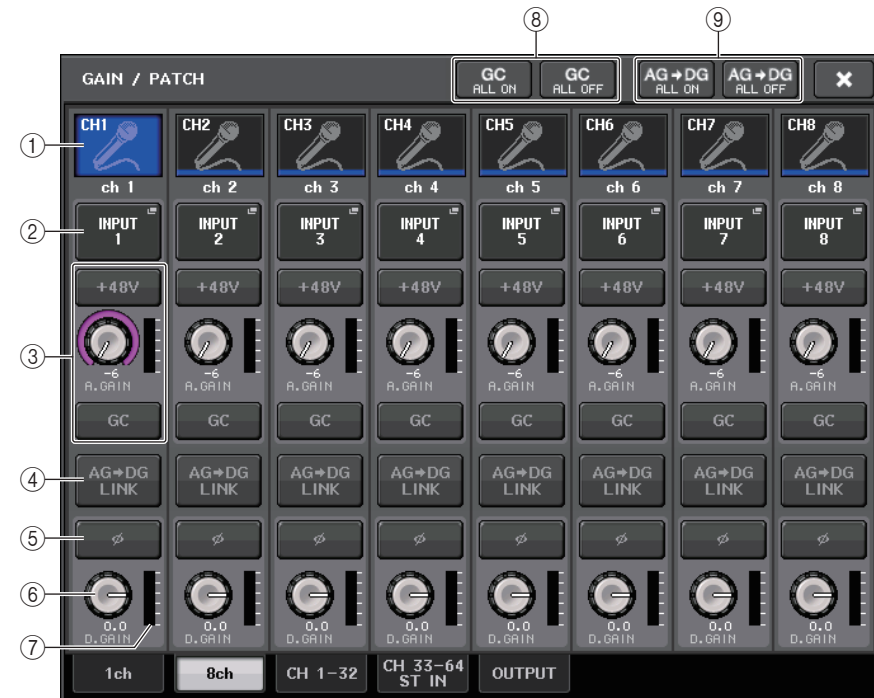 ⑧ ⑨
GAIN / PATCH
GC ALL ON
GC ALL OFF
AG→DG ALL ON
AG→DG ALL OFF
×
①
CH1 CH2 CH3 CH4 CH5 CH6 CH7 CH8
ch 1 ch 2 ch 3 ch 4 ch 5 ch 6 ch 7 ch 8
②
INPUT INPUT INPUT INPUT INPUT INPUT INPUT INPUT
1 2 3 4 5 6 7 8
③
+48V +48V +48V +48V +48V +48V +48V +48V
-6 -6 -6 -6 -6 -6 -6 -6
A.GAIN A.GAIN A.GAIN A.GAIN A.GAIN A.GAIN A.GAIN A.GAIN
GC GC GC GC GC GC GC GC
④
AG→DG AG→DG AG→DG AG→DG AG→DG AG→DG AG→DG AG→DG
LINK LINK LINK LINK LINK LINK LINK LINK
⑤
ø ø ø ø ø ø ø ø
⑥
0.0 0.0 0.0 0.0 0.0 0.0 0.0 0.0
⑦
D.GAIN D.GAIN D.GAIN D.GAIN D.GAIN D.GAIN D.GAIN D.GAIN
1ch
8ch
CH 1-32
CH 33-64
ST IN
OUTPUT